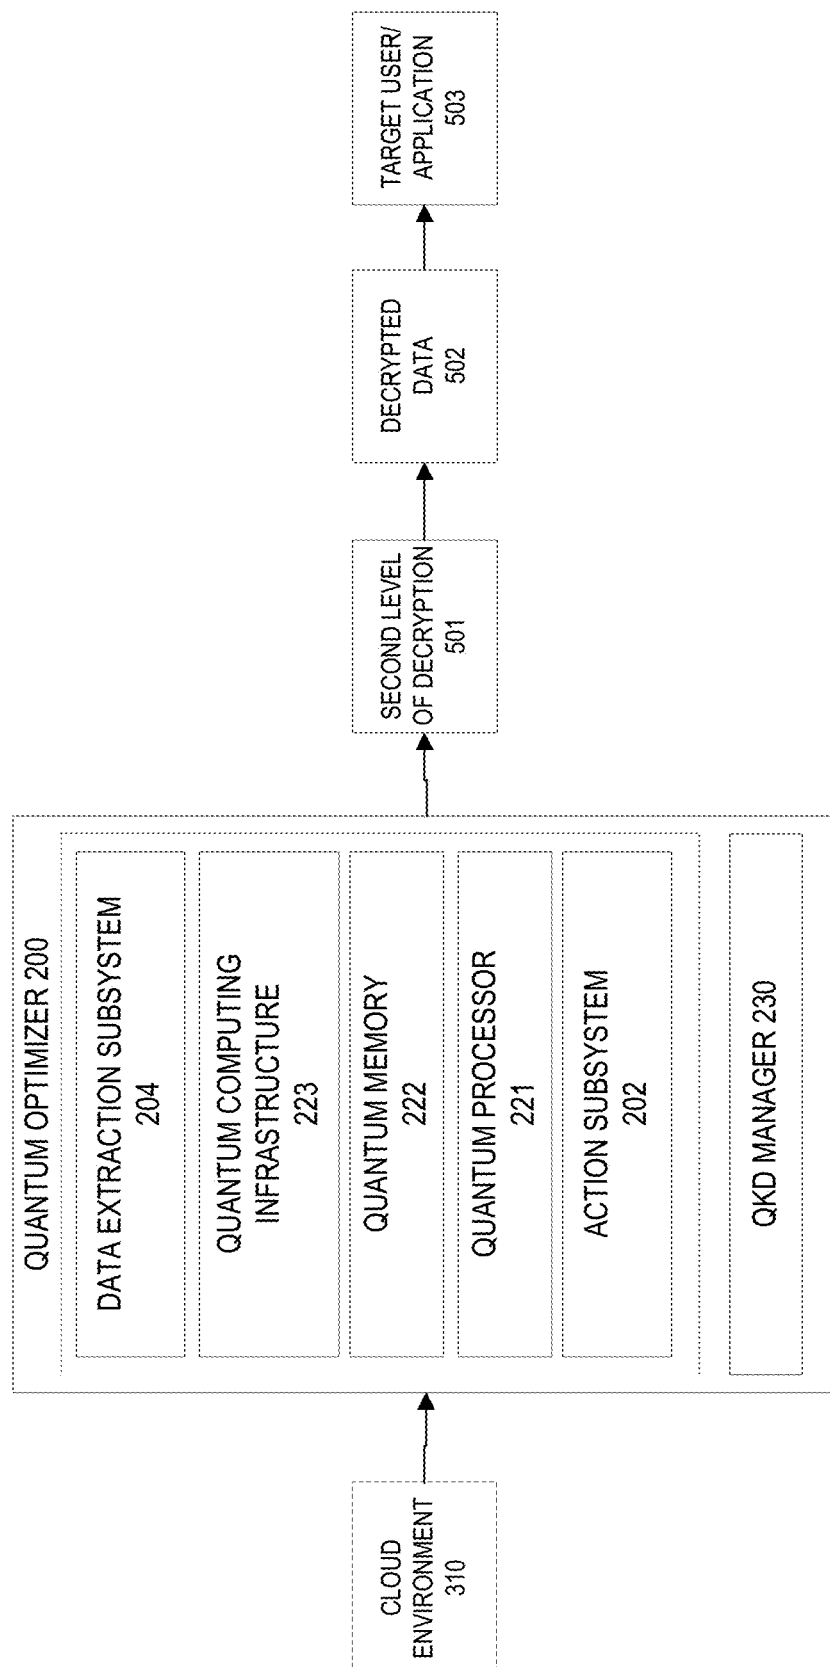 CLOUD
ENVIRONMENT
310
QUANTUM OPTIMIZER 200
DATA EXTRACTION SUBSYSTEM
204
QUANTUM COMPUTING
INFRASTRUCTURE
223
QUANTUM MEMORY
222
QUANTUM PROCESSOR
221
ACTION SUBSYSTEM
202
QKD MANAGER 230
SECOND LEVEL
OF DECRYPTION
501
DECRYPTED
DATA
502
TARGET USER/
APPLICATION
503